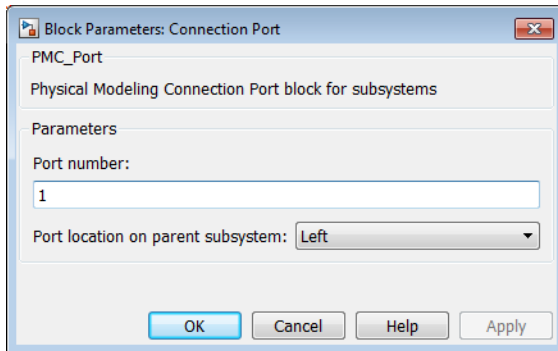 Block Parameters: Connection Port
PMC_Port
Physical Modeling Connection Port block for subsystems
Parameters
Port number:
1
Port location on parent subsystem: Left
OK Cancel Help Apply